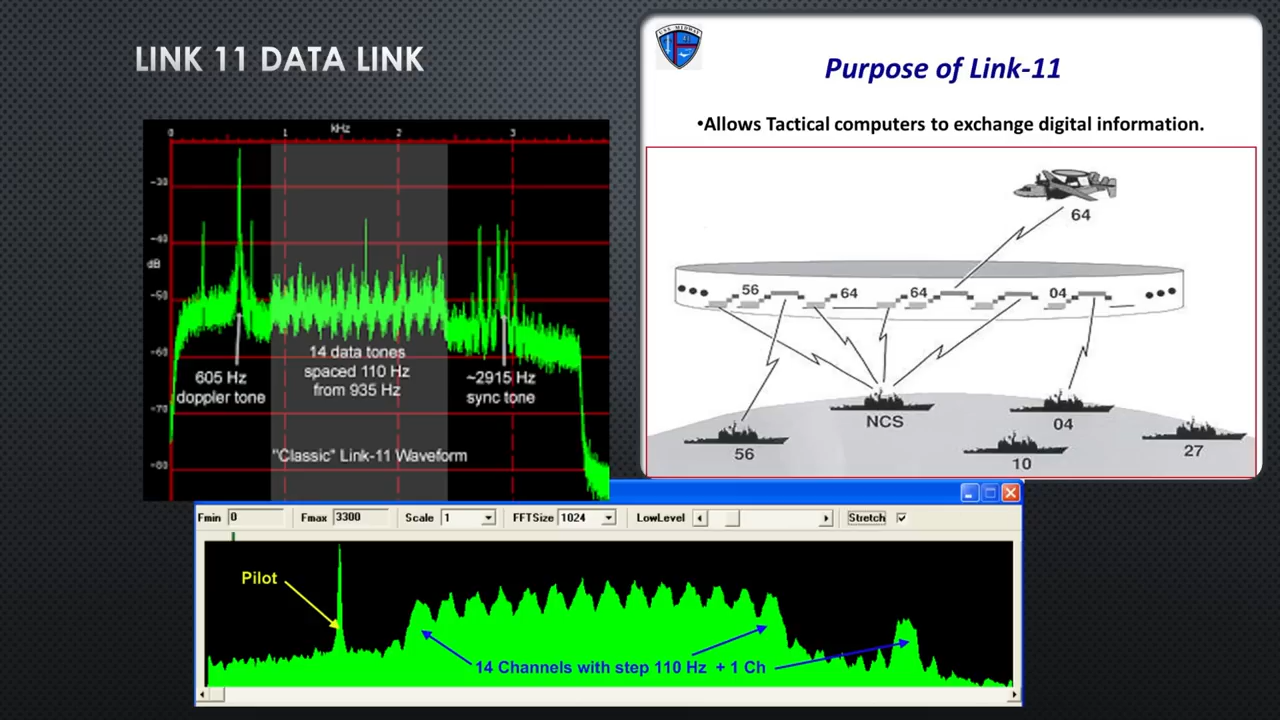 LINK 11 DATA LINK
0 1 kHz 2 3
-30
-40
dB
-50
-60
-70
-80
605 Hz
doppler tone
14 data tones
spaced 110 Hz
from 935 Hz
~2915 Hz
sync tone
"Classic" Link-11 Waveform
USS MIDWAY
Purpose of Link-11
•Allows Tactical computers to exchange digital information.
64
56 64 64 04
NCS
04
56
10
27
Fmin 0 Fmax 3300 Scale 1 FFTSize 1024 LowLevel Stretch
Pilot
14 Channels with step 110 Hz + 1 Ch